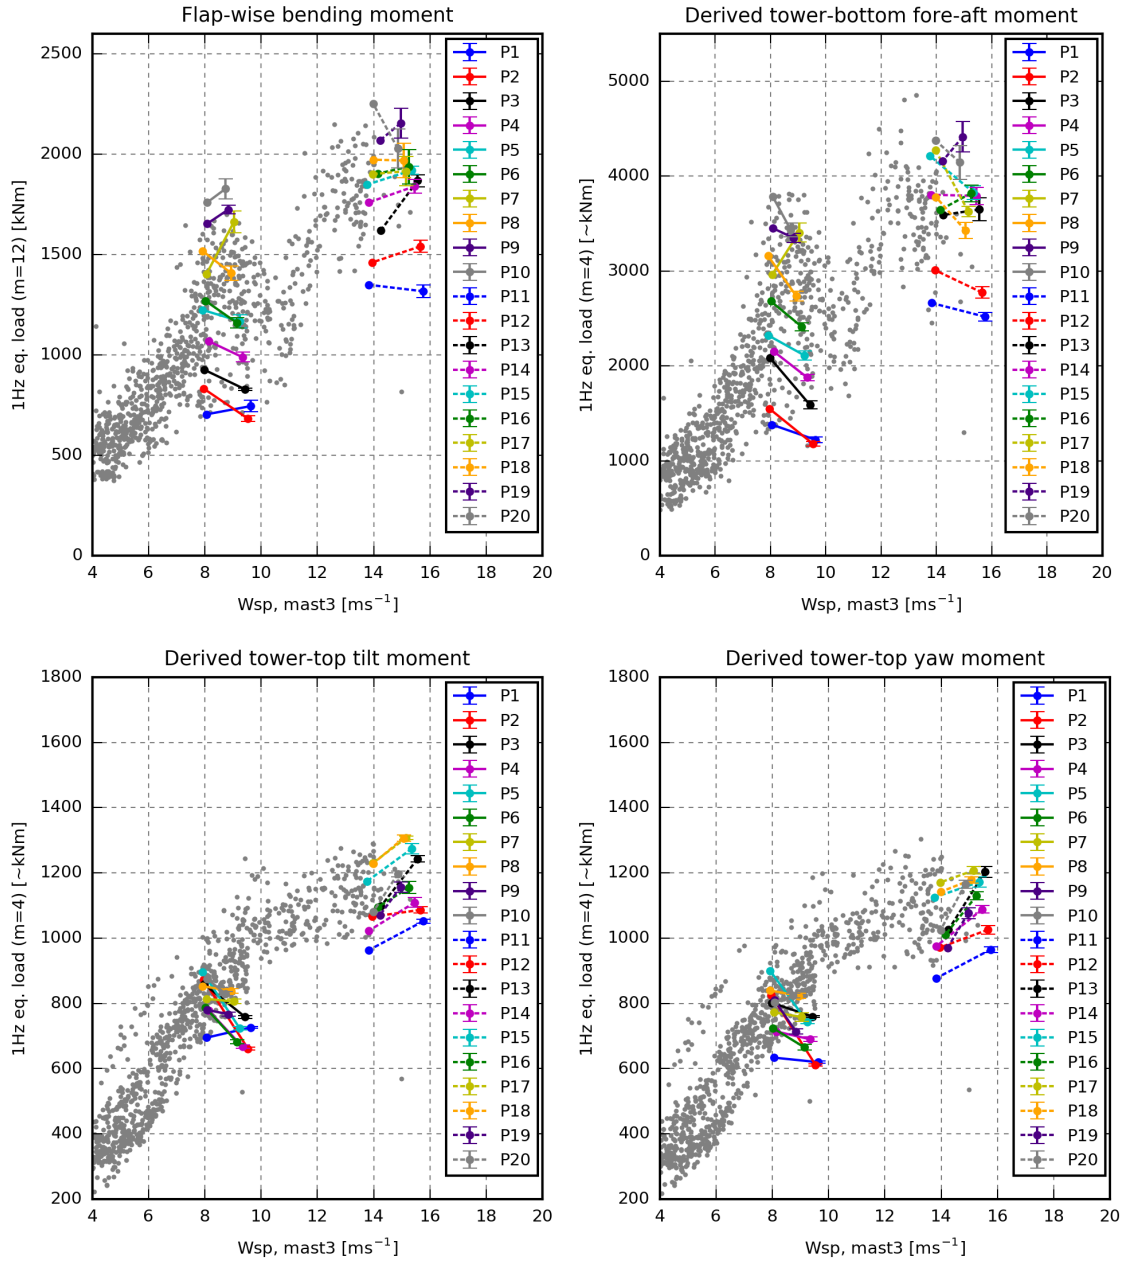 Flap-wise bending moment
2500
2000
1500
1000
500
0
4 6 8 10 12 14 16 18 20
1Hz eq. load (m=12) [kNm]
Wsp, mast3 [ms⁻¹]
P1
P2
P3
P4
P5
P6
P7
P8
P9
P10
P11
P12
P13
P14
P15
P16
P17
P18
P19
P20
Derived tower-bottom fore-aft moment
5000
4000
3000
2000
1000
0
4 6 8 10 12 14 16 18 20
1Hz eq. load (m=4) [~kNm]
Wsp, mast3 [ms⁻¹]
P1
P2
P3
P4
P5
P6
P7
P8
P9
P10
P11
P12
P13
P14
P15
P16
P17
P18
P19
P20
Derived tower-top tilt moment
1800
1600
1400
1200
1000
800
600
400
200
4 6 8 10 12 14 16 18 20
1Hz eq. load (m=4) [~kNm]
Wsp, mast3 [ms⁻¹]
P1
P2
P3
P4
P5
P6
P7
P8
P9
P10
P11
P12
P13
P14
P15
P16
P17
P18
P19
P20
Derived tower-top yaw moment
1800
1600
1400
1200
1000
800
600
400
200
4 6 8 10 12 14 16 18 20
1Hz eq. load (m=4) [~kNm]
Wsp, mast3 [ms⁻¹]
P1
P2
P3
P4
P5
P6
P7
P8
P9
P10
P11
P12
P13
P14
P15
P16
P17
P18
P19
P20